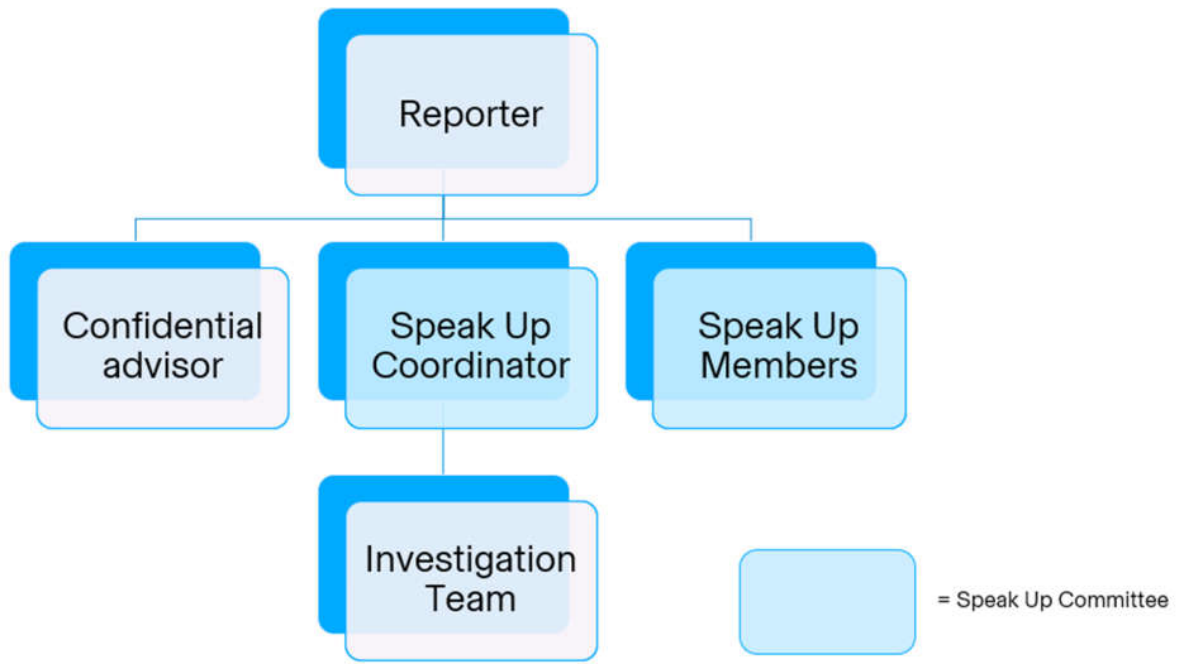 Reporter
Confidential
advisor
Speak Up
Coordinator
Speak Up
Members
Investigation
Team
= Speak Up Committee